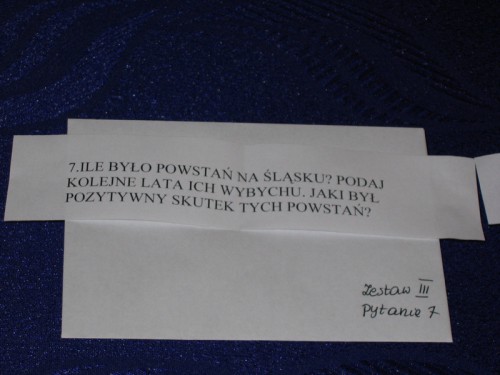 7.ILE BYŁO POWSTAŃ NA ŚLĄSKU? PODAJ
KOLEJNE LATA ICH WYBYCHU. JAKI BYŁ
POZYTYWNY SKUTEK TYCH POWSTAŃ?
Zestaw III
Pytanie 7